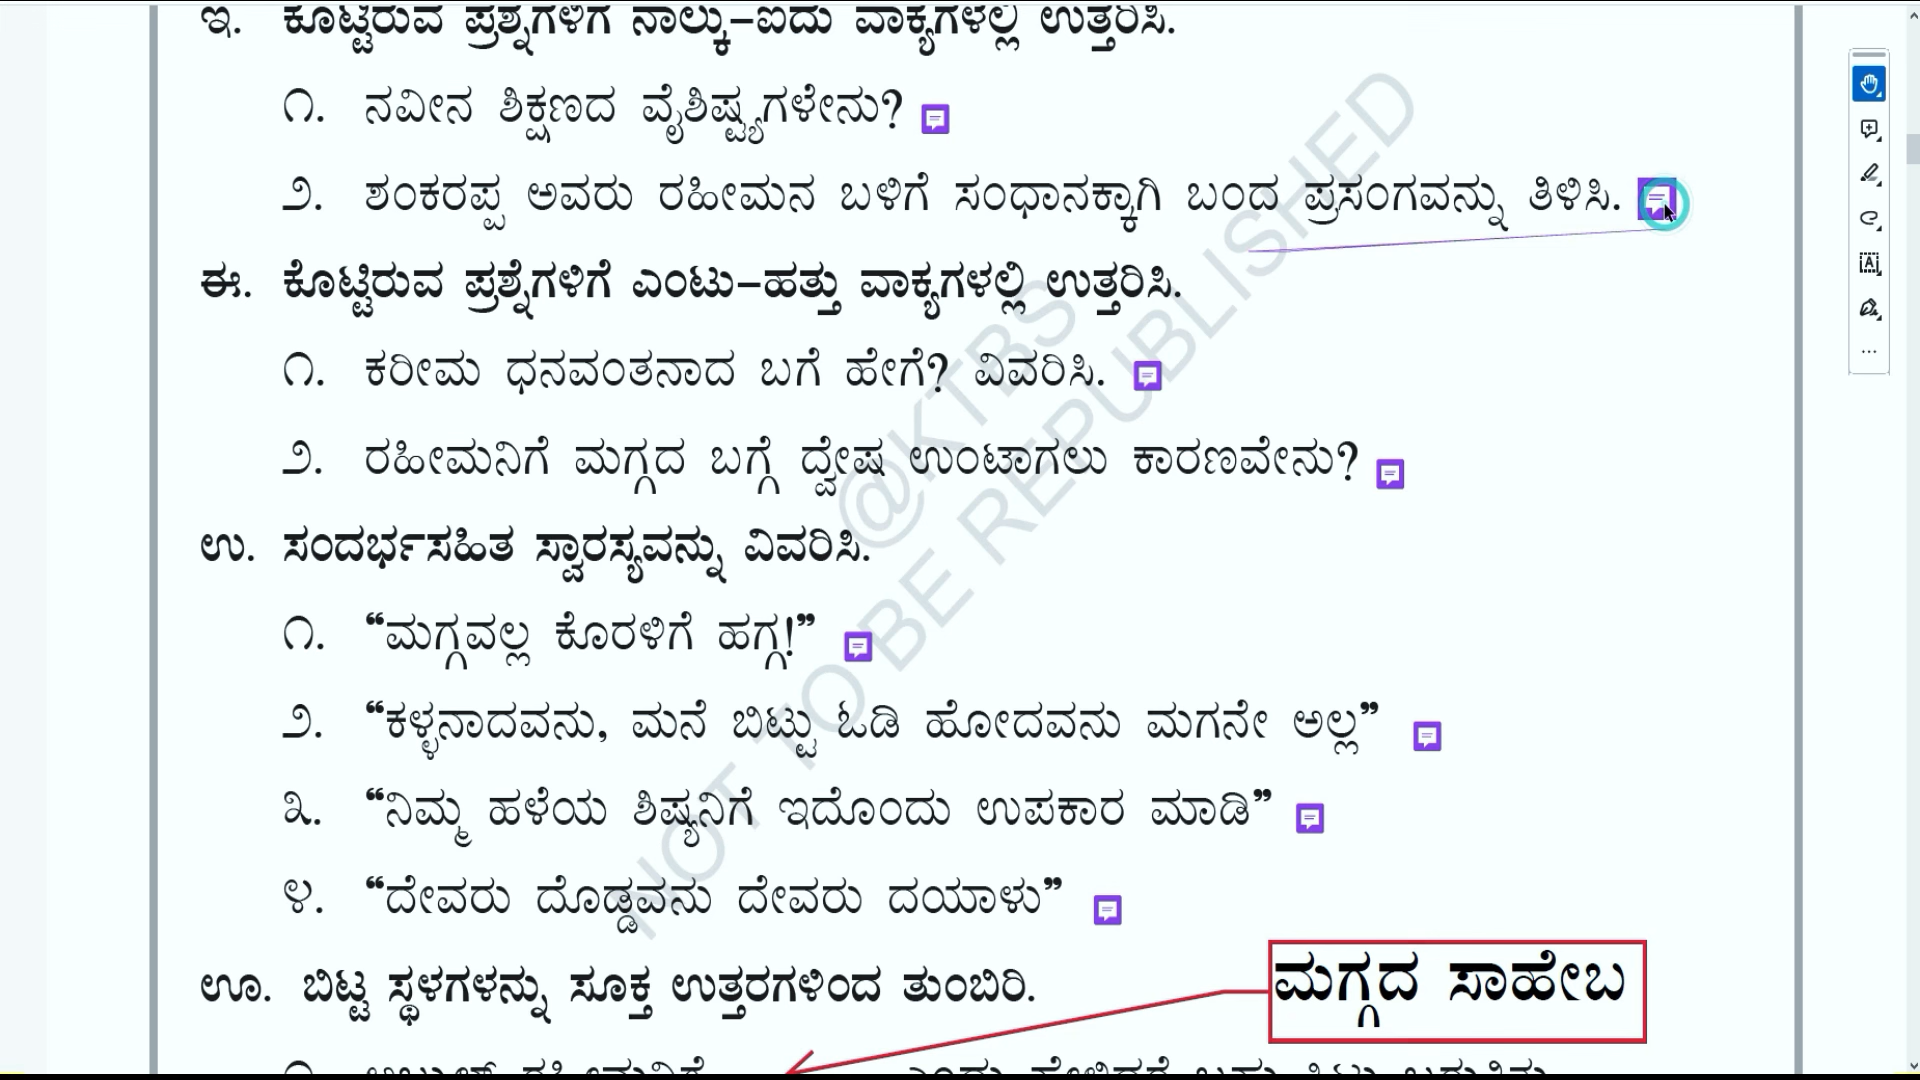 ಇ. ಕೊಟ್ಟಿರುವ ಪ್ರಶ್ನೆಗಳಿಗೆ ನಾಲ್ಕು–ಐದು ವಾಕ್ಯಗಳಲ್ಲಿ ಉತ್ತರಿಸಿ.
೧. ನವೀನ ಶಿಕ್ಷಣದ ವೈಶಿಷ್ಟ್ಯಗಳೇನು?
೨. ಶಂಕರಪ್ಪ ಅವರು ರಹೀಮನ ಬಳಿಗೆ ಸಂಧಾನಕ್ಕಾಗಿ ಬಂದ ಪ್ರಸಂಗವನ್ನು ತಿಳಿಸಿ.
ಈ. ಕೊಟ್ಟಿರುವ ಪ್ರಶ್ನೆಗಳಿಗೆ ಎಂಟು–ಹತ್ತು ವಾಕ್ಯಗಳಲ್ಲಿ ಉತ್ತರಿಸಿ.
೧. ಕರೀಮ ಧನವಂತನಾದ ಬಗೆ ಹೇಗೆ? ವಿವರಿಸಿ.
೨. ರಹೀಮನಿಗೆ ಮಗ್ಗದ ಬಗ್ಗೆ ದ್ವೇಷ ಉಂಟಾಗಲು ಕಾರಣವೇನು?
ಉ. ಸಂದರ್ಭಸಹಿತ ಸ್ವಾರಸ್ಯವನ್ನು ವಿವರಿಸಿ.
೧. “ಮಗ್ಗವಲ್ಲ ಕೊರಳಿಗೆ ಹಗ್ಗ!”
೨. “ಕಳ್ಳನಾದವನು, ಮನೆ ಬಿಟ್ಟು ಓಡಿ ಹೋದವನು ಮಗನೇ ಅಲ್ಲ”
೩. “ನಿಮ್ಮ ಹಳೆಯ ಶಿಷ್ಯನಿಗೆ ಇದೊಂದು ಉಪಕಾರ ಮಾಡಿ”
೪. “ದೇವರು ದೊಡ್ಡವನು ದೇವರು ದಯಾಳು”
ಊ. ಬಿಟ್ಟ ಸ್ಥಳಗಳನ್ನು ಸೂಕ್ತ ಉತ್ತರಗಳಿಂದ ತುಂಬಿರಿ.
ಮಗ್ಗದ ಸಾಹೇಬ
@KTBS
NOT TO BE REPUBLISHED